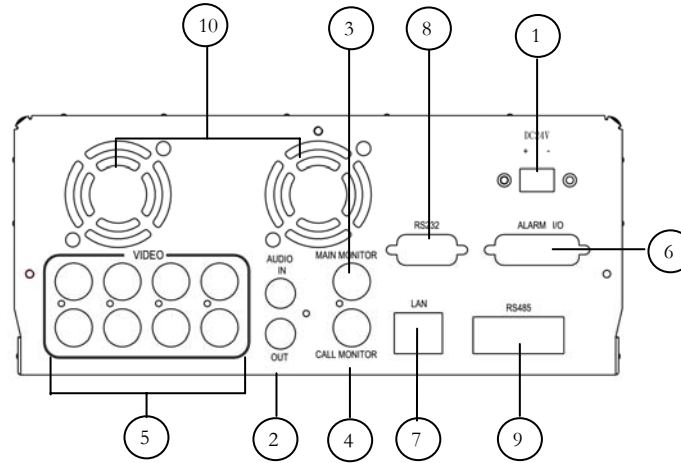 10
3
8
1
DC24V
+ -
RS232
ALARM I/O
6
VIDEO
AUDIO
IN
MAIN MONITOR
LAN
RS485
OUT
CALL MONITOR
5
2
4
7
9